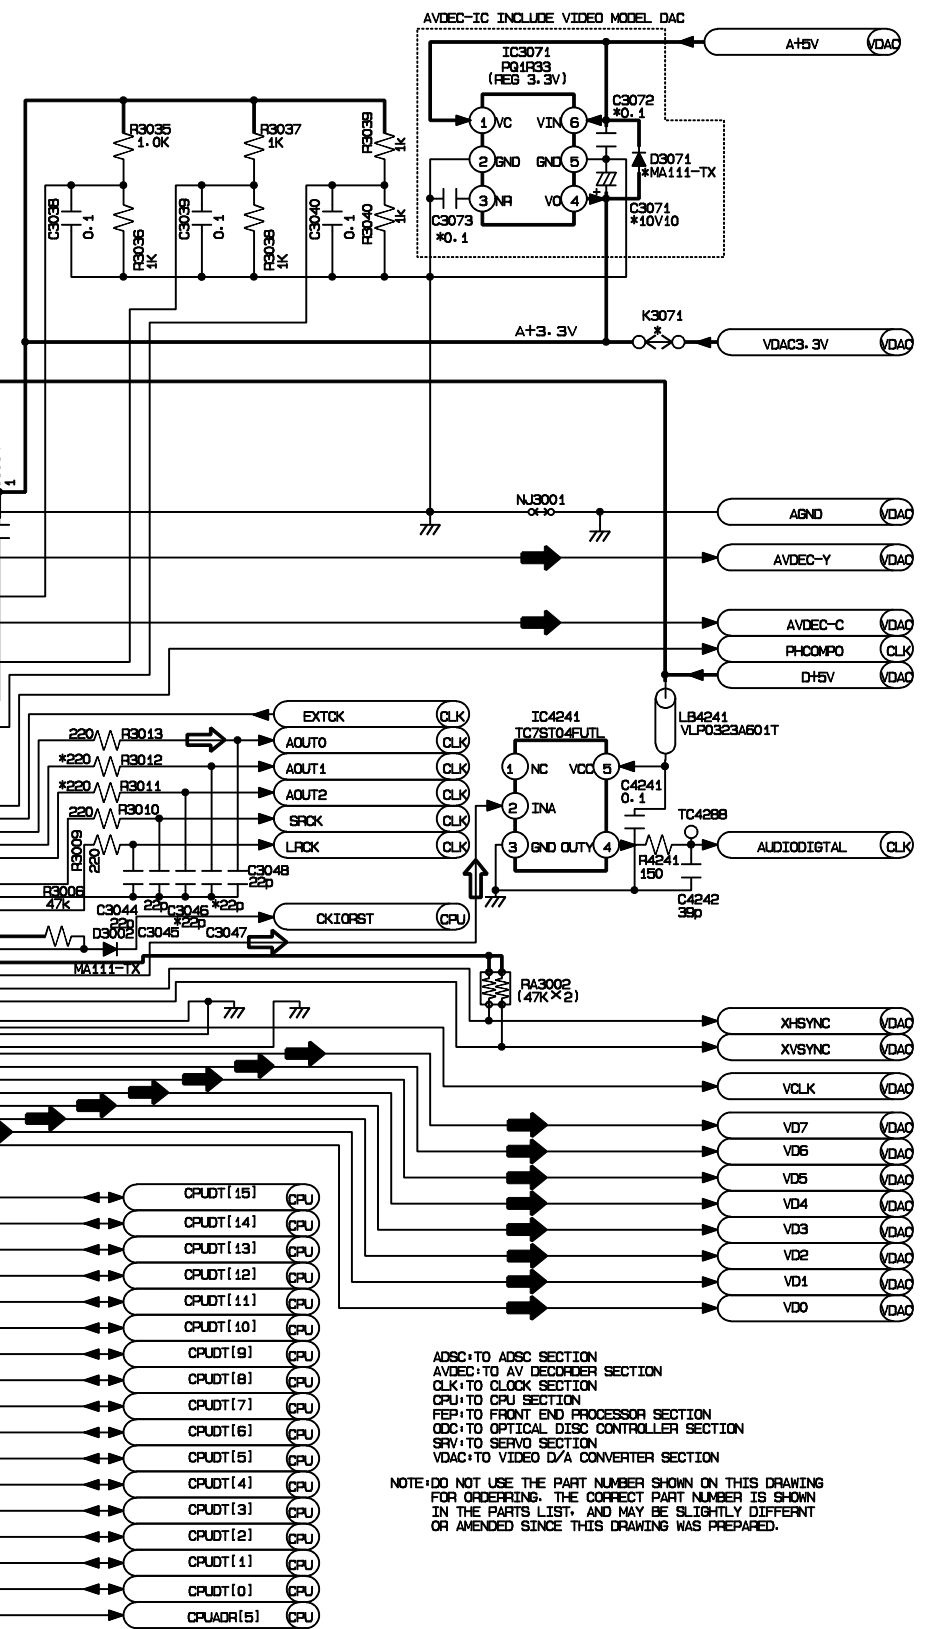 AVDEC-IC INCLUDE VIDEO MODEL DAC
A+5V VDAC
IC3071
PQ1R33
(REG 3.3V)
C3072
*0.1
1 VC
VIN 6
2 GND
GND 5
3 NR
VO 4
D3071
*MA111-TX
+
C3071
*10V10
C3073
*0.1
R3035
1.0K
R3037
1K
R3039
1K
C3038
0.1
R3036
1K
C3039
0.1
R3038
1K
C3040
0.1
R3040
1K
K3071
*
A+3.3V
VDAC3.3V VDAC
1
NJ3001
AGND VDAC
AVDEC-Y VDAC
AVDEC-C VDAC
PHCOMPO CLK
D+5V VDAC
EXTCK CLK
220 R3013
AOUT0 CLK
*220 R3012
AOUT1 CLK
*220 R3011
AOUT2 CLK
220 R3010
SRCK CLK
R3009
220
LRCK CLK
IC4241
TC7ST04FUTL
1 NC
VCC 5
2 INA
3 GND
OUTY 4
LB4241
VLP0323A601T
C4241
0.1
TC4288
R4241
150
AUDIODIGTAL CLK
C4242
39p
C3048
22p
R3006
47K
C3044
22p
22p
C3046
*22p
*22p
C3045
C3047
D3002
MA111-TX
CKIORST CPU
RA3002
(47K×2)
XHSYNC VDAC
XVSYNC VDAC
VCLK VDAC
VD7 VDAC
VD6 VDAC
VD5 VDAC
VD4 VDAC
VD3 VDAC
VD2 VDAC
VD1 VDAC
VD0 VDAC
CPUDT[15] CPU
CPUDT[14] CPU
CPUDT[13] CPU
CPUDT[12] CPU
CPUDT[11] CPU
CPUDT[10] CPU
CPUDT[9] CPU
CPUDT[8] CPU
CPUDT[7] CPU
CPUDT[6] CPU
CPUDT[5] CPU
CPUDT[4] CPU
CPUDT[3] CPU
CPUDT[2] CPU
CPUDT[1] CPU
CPUDT[0] CPU
CPUADR[5] CPU
ADSC:TO ADSC SECTION
AVDEC:TO AV DECORDER SECTION
CLK:TO CLOCK SECTION
CPU:TO CPU SECTION
FEP:TO FRONT END PROCESSOR SECTION
ODC:TO OPTICAL DISC CONTROLLER SECTION
SRV:TO SERVO SECTION
VDAC:TO VIDEO D/A CONVERTER SECTION
NOTE:DO NOT USE THE PART NUMBER SHOWN ON THIS DRAWING
FOR ORDERRING. THE CORRECT PART NUMBER IS SHOWN
IN THE PARTS LIST, AND MAY BE SLIGHTLY DIFFERNT
OR AMENDED SINCE THIS DRAWING WAS PREPARED.